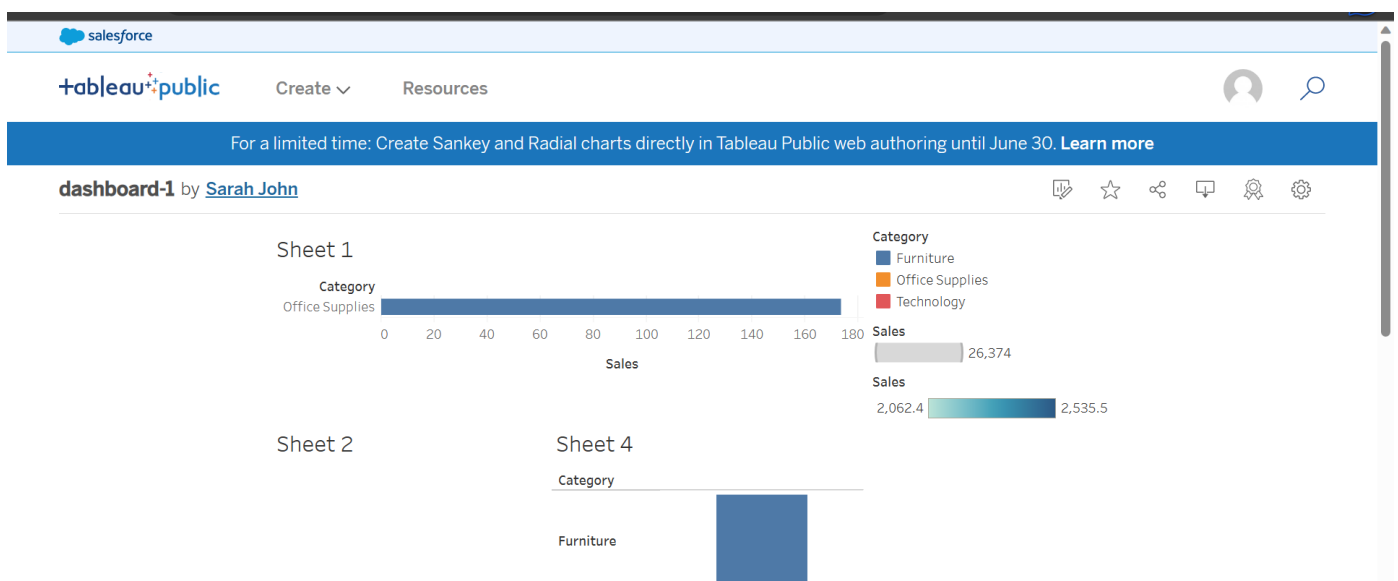 salesforce
+ableau+public
Create
Resources
For a limited time: Create Sankey and Radial charts directly in Tableau Public web authoring until June 30. Learn more
dashboard-1 by Sarah John
Sheet 1
Category
Office Supplies
0 20 40 60 80 100 120 140 160 180
Sales
Category
Furniture
Office Supplies
Technology
Sales
26,374
Sales
2,062.4 2,535.5
Sheet 2
Sheet 4
Category
Furniture